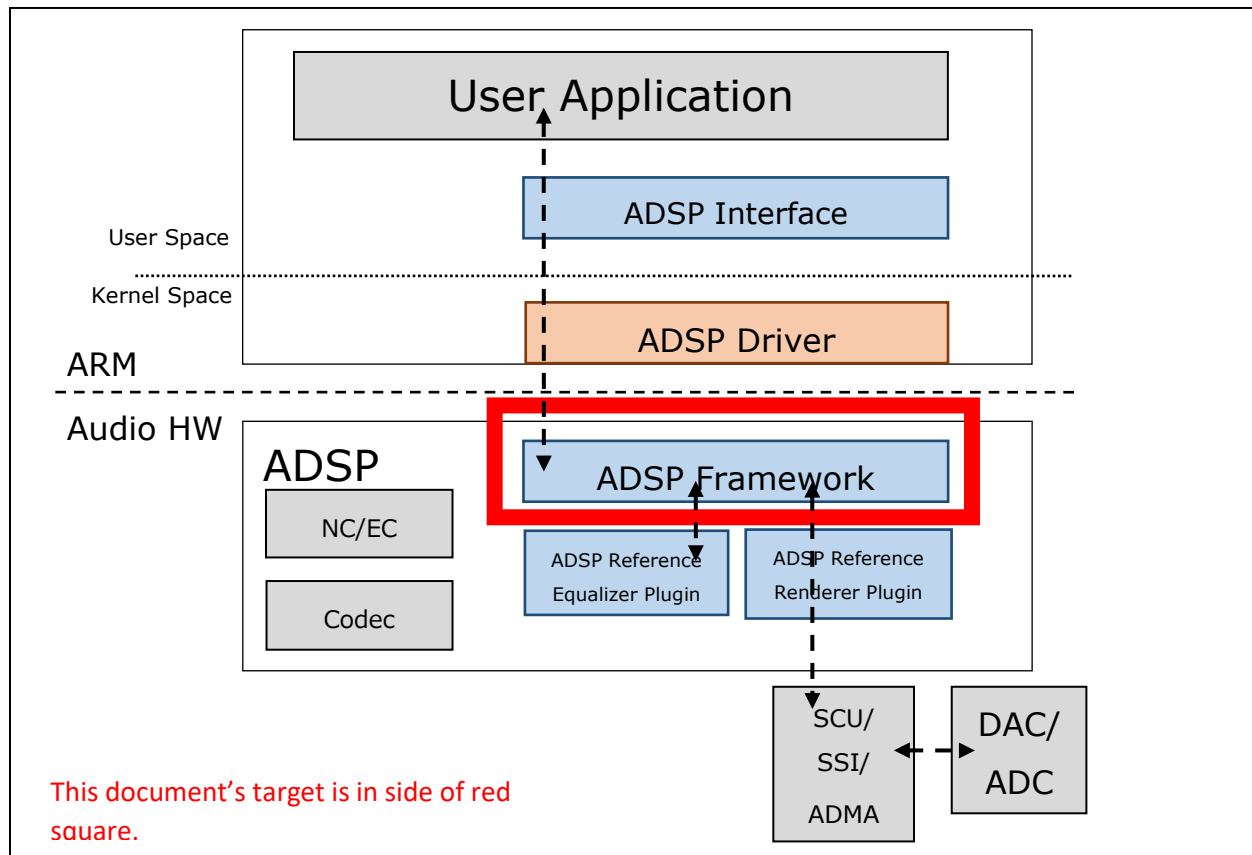 User Application
ADSP Interface
User Space
Kernel Space
ADSP Driver
ARM
Audio HW
ADSP
ADSP Framework
NC/EC
ADSP Reference
Equalizer Plugin
ADSP Reference
Renderer Plugin
Codec
SCU/
SSI/
ADMA
DAC/
ADC
This document’s target is in side of red
square.